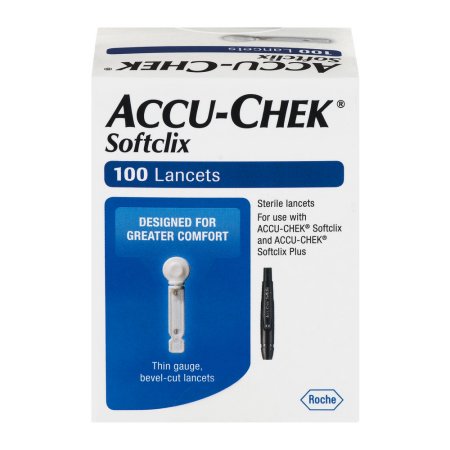 100 Lancets
ACCU-CHEK
Softclix
ACCU-CHEK®
Softclix
100 Lancets
DESIGNED FOR
GREATER COMFORT
Thin gauge,
bevel-cut lancets
Sterile lancets
For use with
ACCU-CHEK® Softclix
and ACCU-CHEK®
Softclix Plus
Roche